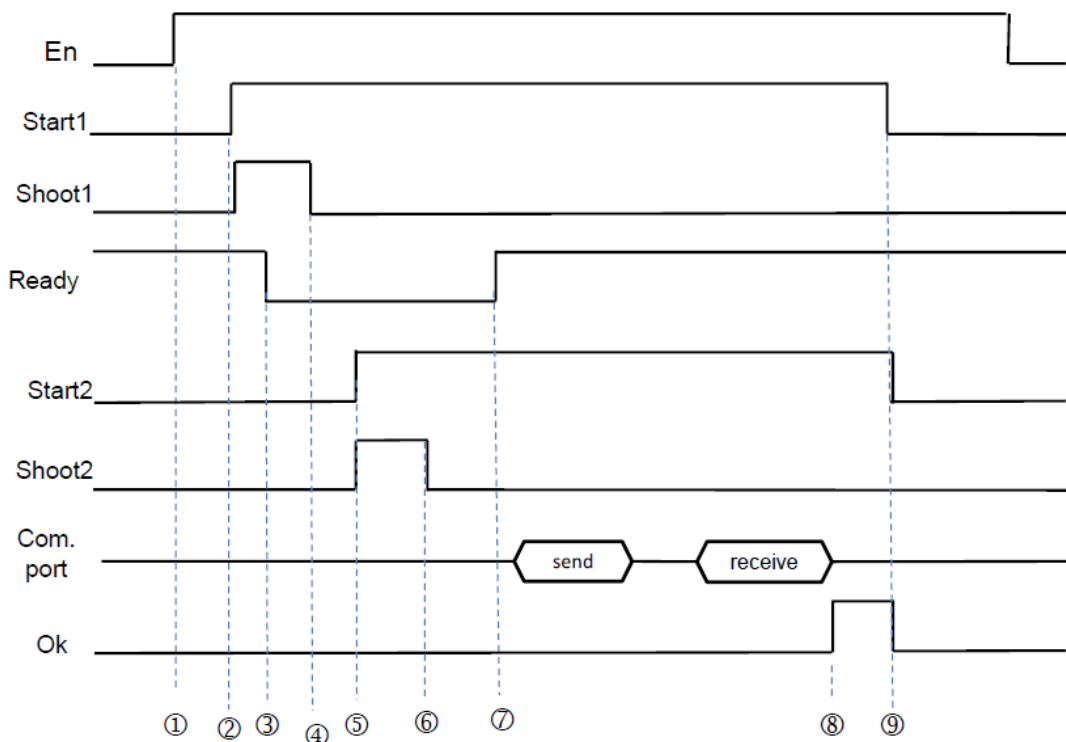 En
Start1
Shoot1
Ready
Start2
Shoot2
Com.
port
send
receive
Ok
① ② ③ ④ ⑤ ⑥ ⑦ ⑧ ⑨